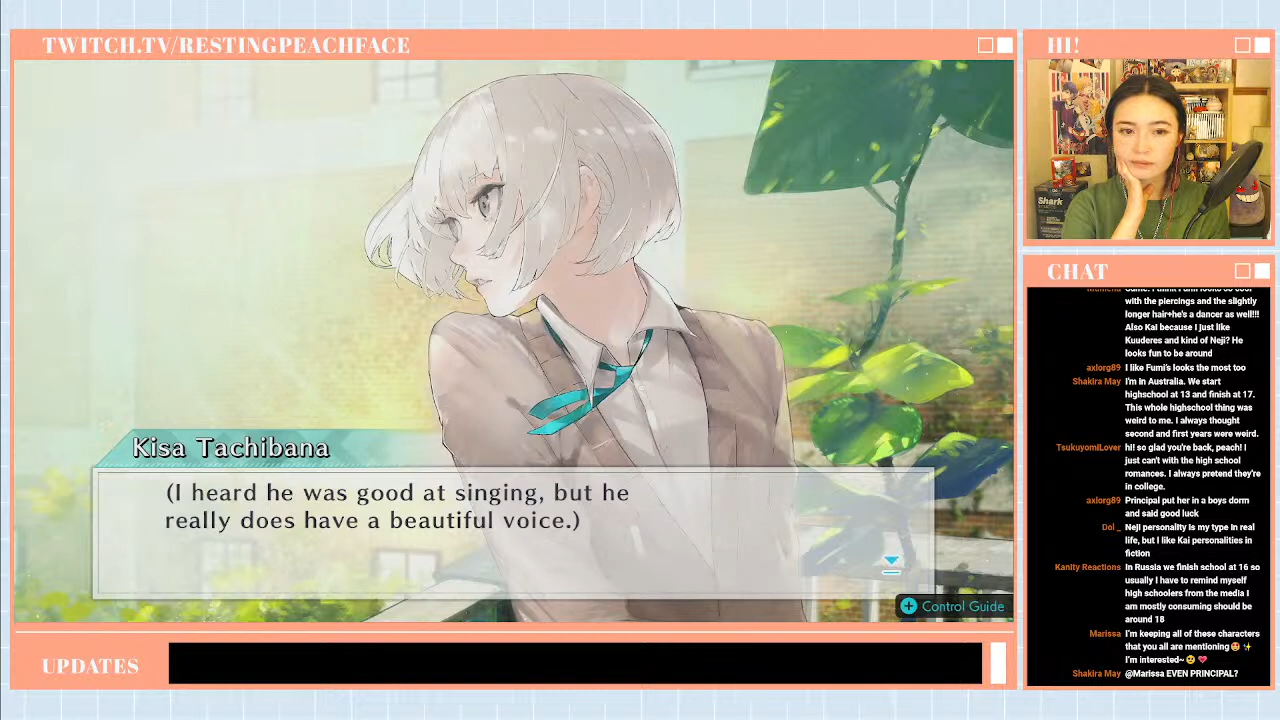 TWITCH.TV/RESTINGPEACHFACE
HI!
Shark
CHAT
with the piercings and the slightly
longer hair+he's a dancer as well!!!
Also Kai because I just like
Kuuderes and kind of Neji? He
looks fun to be around
axlorg89 I like Fumi's looks the most too
Shakira May I'm in Australia. We start
highschool at 13 and finish at 17.
This whole highschool thing was
weird to me. I always thought
second and first years were weird.
TsukuyomiLover hi! so glad you're back, peach! I
just can't with the high school
romances. I always pretend they're
in college.
axlorg89 Principal put her in a boys dorm
and said good luck
Dol _ Neji personality is my type in real
life, but I like Kai personalities in
fiction
Kanity Reactions In Russia we finish school at 16 so
usually I have to remind myself
high schoolers from the media I
am mostly consuming should be
around 18
Marissa I'm keeping all of these characters
that you all are mentioning🤩 ✨
I'm interested~ 🥺 ❤️
Shakira May @Marissa EVEN PRINCIPAL?
Kisa Tachibana
(I heard he was good at singing, but he
really does have a beautiful voice.)
Control Guide
UPDATES